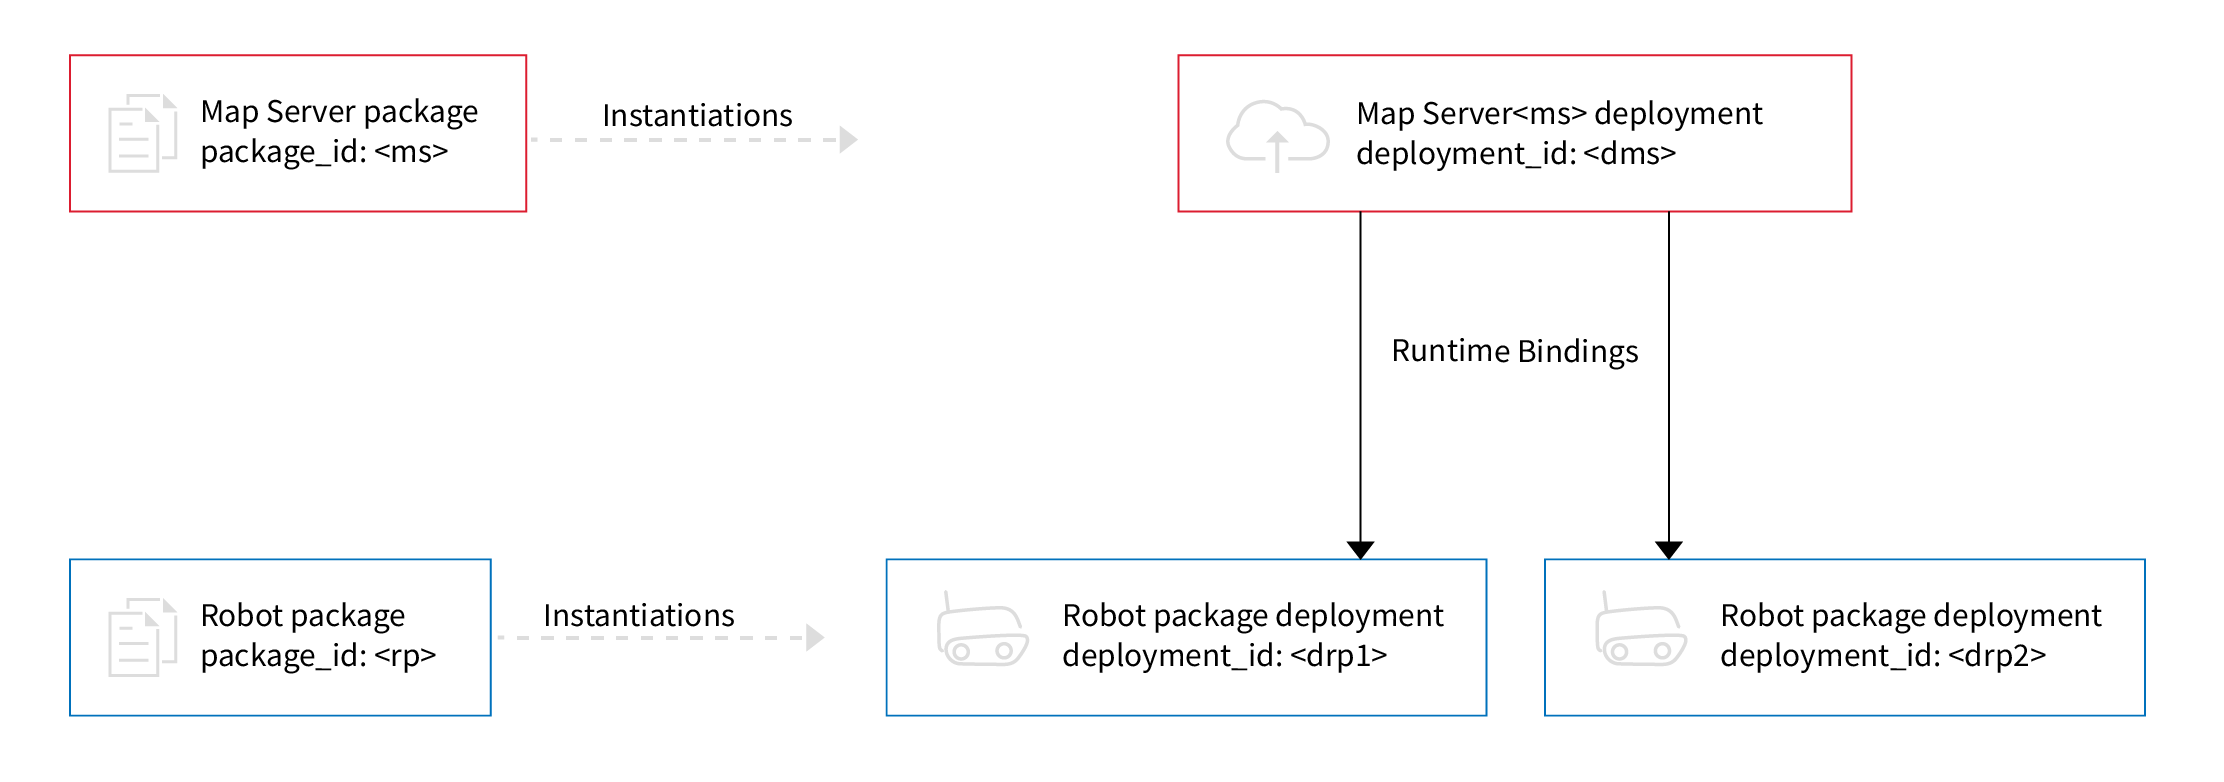 Map Server package
package_id: <ms>
Instantiations
Map Server<ms> deployment
deployment_id: <dms>
Runtime Bindings
Robot package
package_id: <rp>
Instantiations
Robot package deployment
deployment_id: <drp1>
Robot package deployment
deployment_id: <drp2>